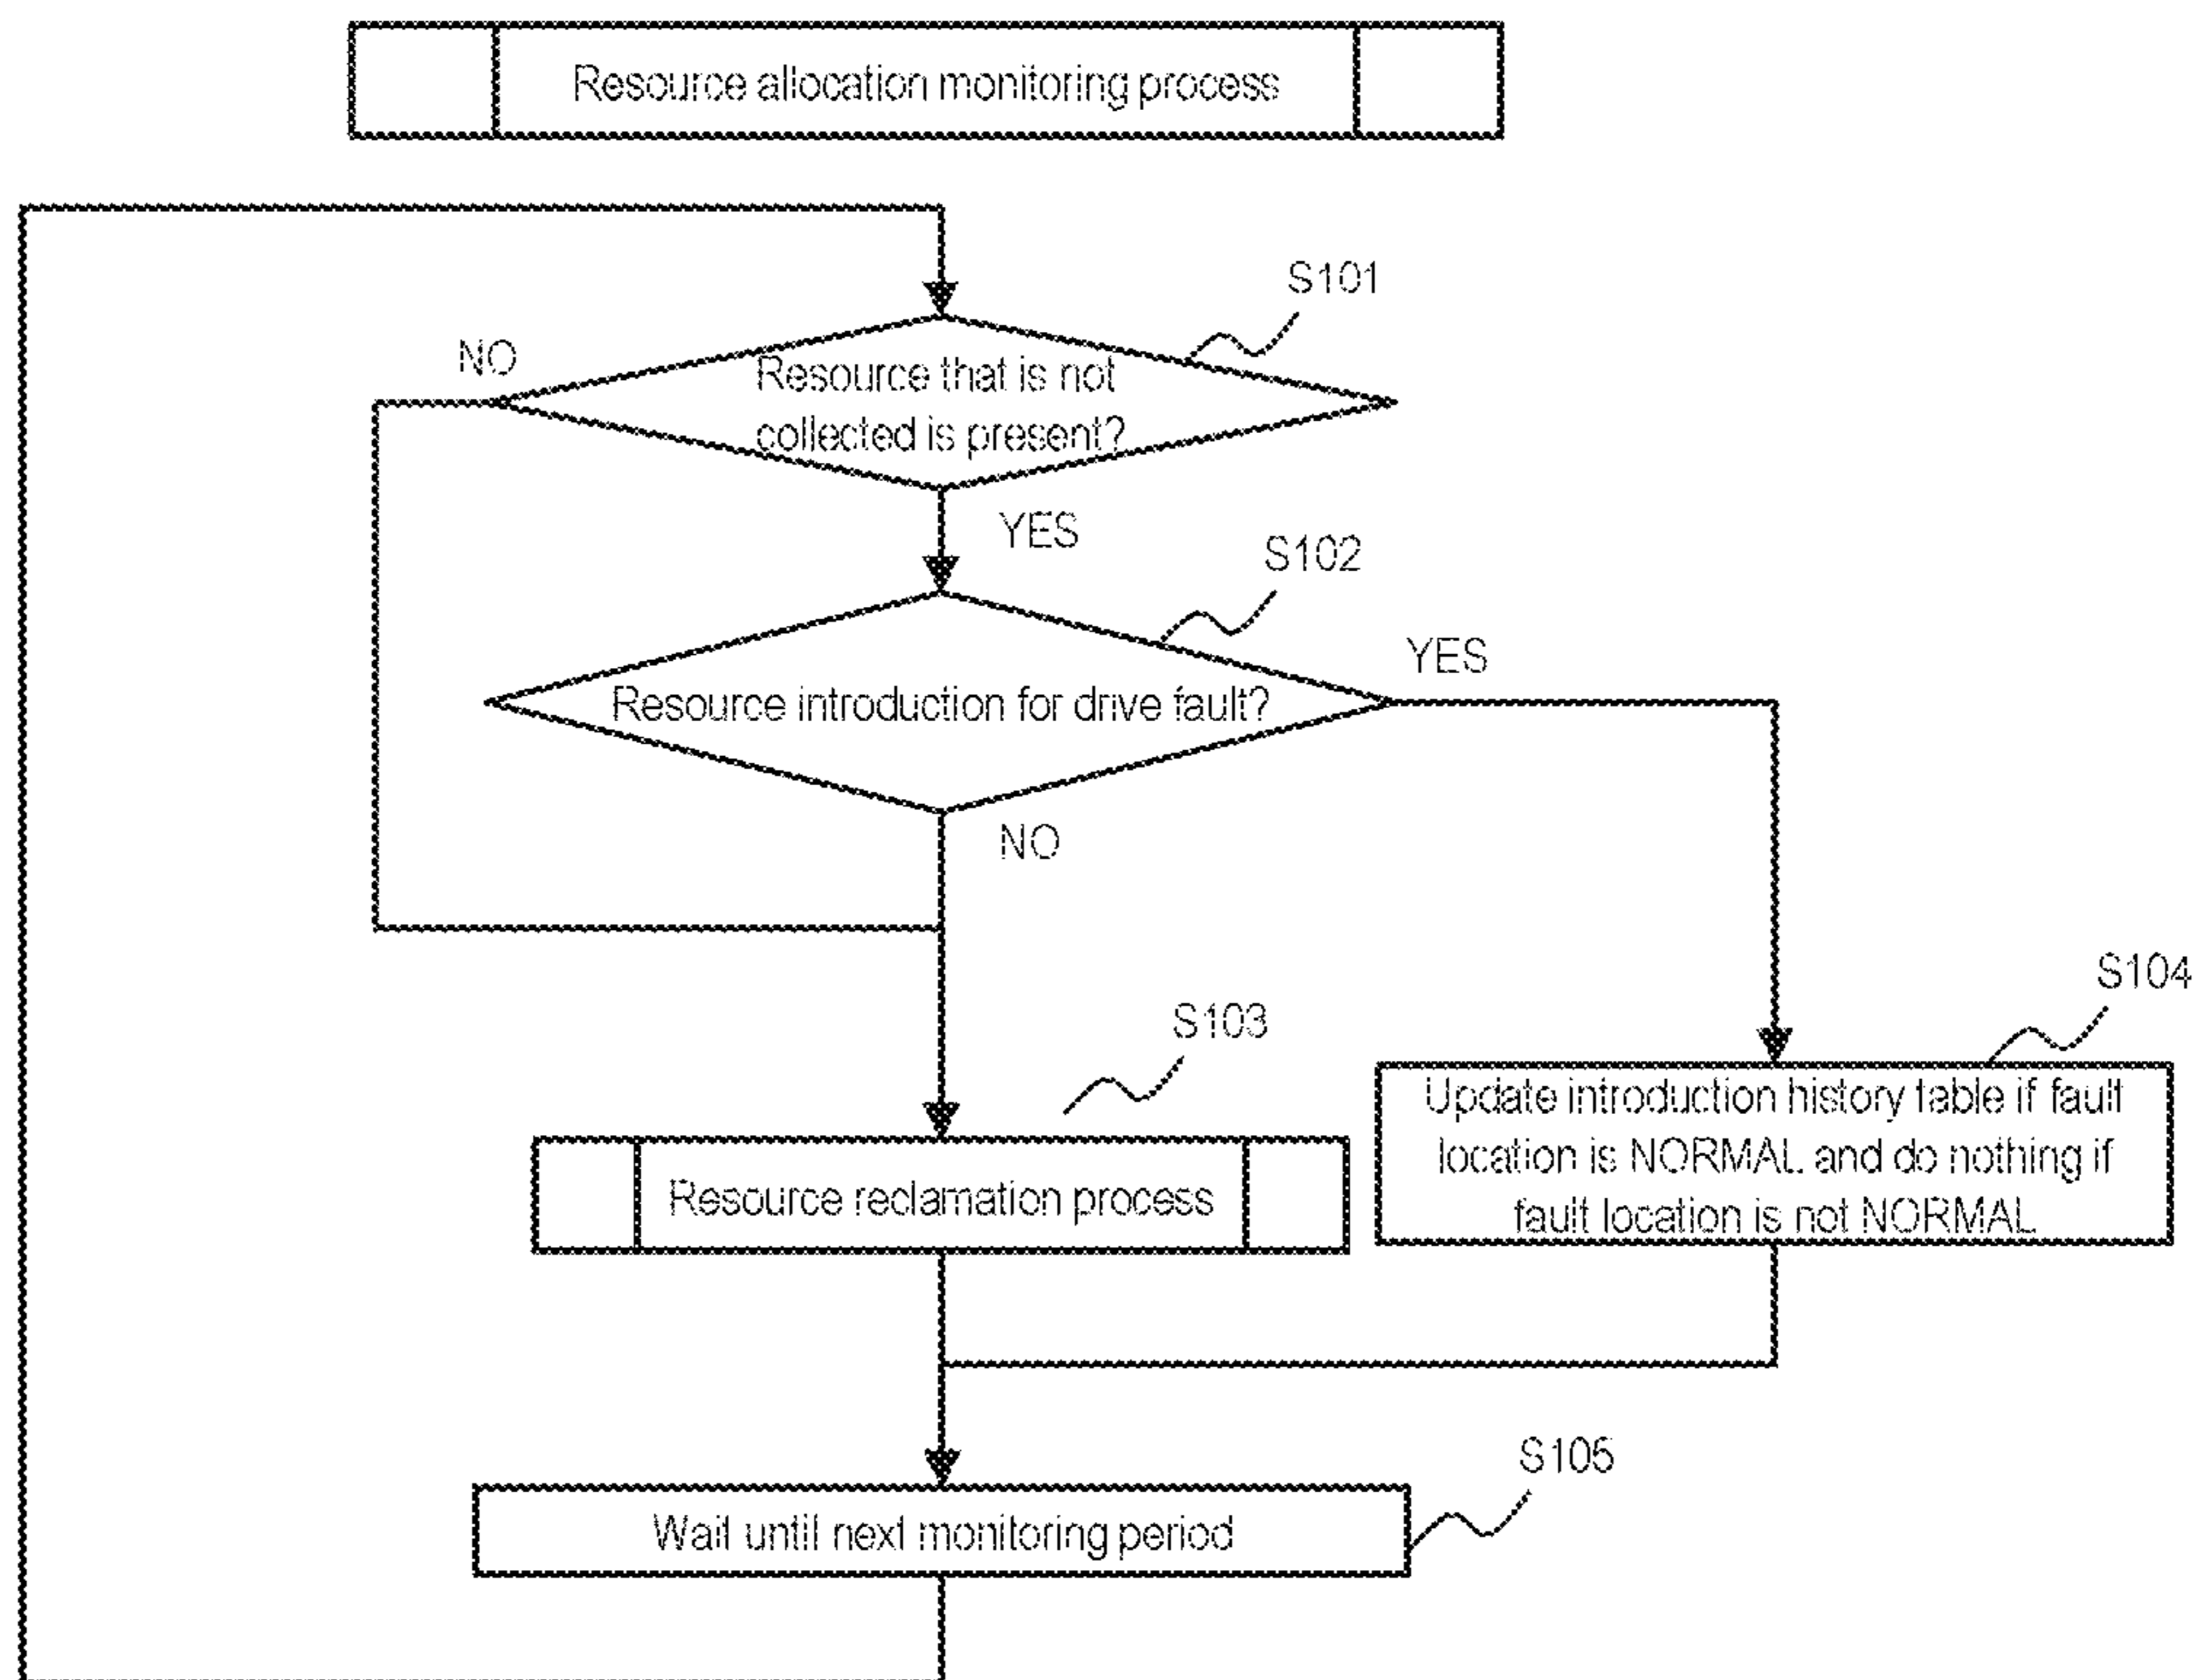 Resource allocation monitoring process
S101
NO
Resource that is not
collected is present?
YES
S102
YES
Resource introduction for drive fault?
NO
S104
S103
Update introduction history table if fault
location is NORMAL and do nothing if
fault location is not NORMAL
Resource reclamation process
S105
Wait until next monitoring period